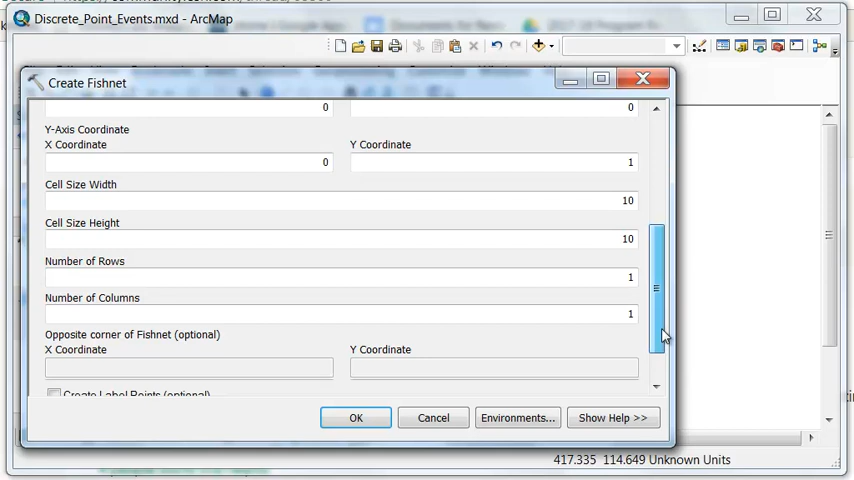 Discrete_Point_Events.mxd - ArcMap
Create Fishnet
0 0
Y-Axis Coordinate
X Coordinate Y Coordinate
0 1
Cell Size Width
10
Cell Size Height
10
Number of Rows
1
Number of Columns
1
Opposite corner of Fishnet (optional)
X Coordinate Y Coordinate
Create Label Points (optional)
OK Cancel Environments... Show Help >>
417.335 114.649 Unknown Units